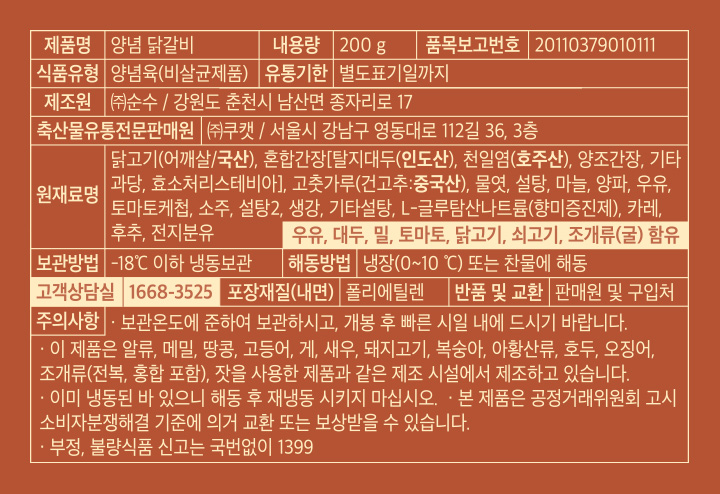 제품명 양념 닭갈비 내용량 200 g 품목보고번호 20110379010111
식품유형 양념육(비살균제품) 유통기한 별도표기일까지
제조원 ㈜순수 / 강원도 춘천시 남산면 종자리로 17
축산물유통전문판매원 ㈜쿠캣 / 서울시 강남구 영동대로 112길 36, 3층
원재료명 닭고기(어깨살/국산), 혼합간장[탈지대두(인도산), 천일염(호주산), 양조간장, 기타
과당, 효소처리스테비아], 고춧가루(건고추:중국산), 물엿, 설탕, 마늘, 양파, 우유,
토마토케첩, 소주, 설탕2, 생강, 기타설탕, L-글루탐산나트륨(향미증진제), 카레,
후추, 전지분유
우유, 대두, 밀, 토마토, 닭고기, 쇠고기, 조개류(굴) 함유
보관방법 -18℃ 이하 냉동보관 해동방법 냉장(0~10 ℃) 또는 찬물에 해동
고객상담실 1668-3525 포장재질(내면) 폴리에틸렌 반품 및 교환 판매원 및 구입처
주의사항 · 보관온도에 준하여 보관하시고, 개봉 후 빠른 시일 내에 드시기 바랍니다.
· 이 제품은 알류, 메밀, 땅콩, 고등어, 게, 새우, 돼지고기, 복숭아, 아황산류, 호두, 오징어,
조개류(전복, 홍합 포함), 잣을 사용한 제품과 같은 제조 시설에서 제조하고 있습니다.
· 이미 냉동된 바 있으니 해동 후 재냉동 시키지 마십시오. · 본 제품은 공정거래위원회 고시
소비자분쟁해결 기준에 의거 교환 또는 보상받을 수 있습니다.
· 부정, 불량식품 신고는 국번없이 1399